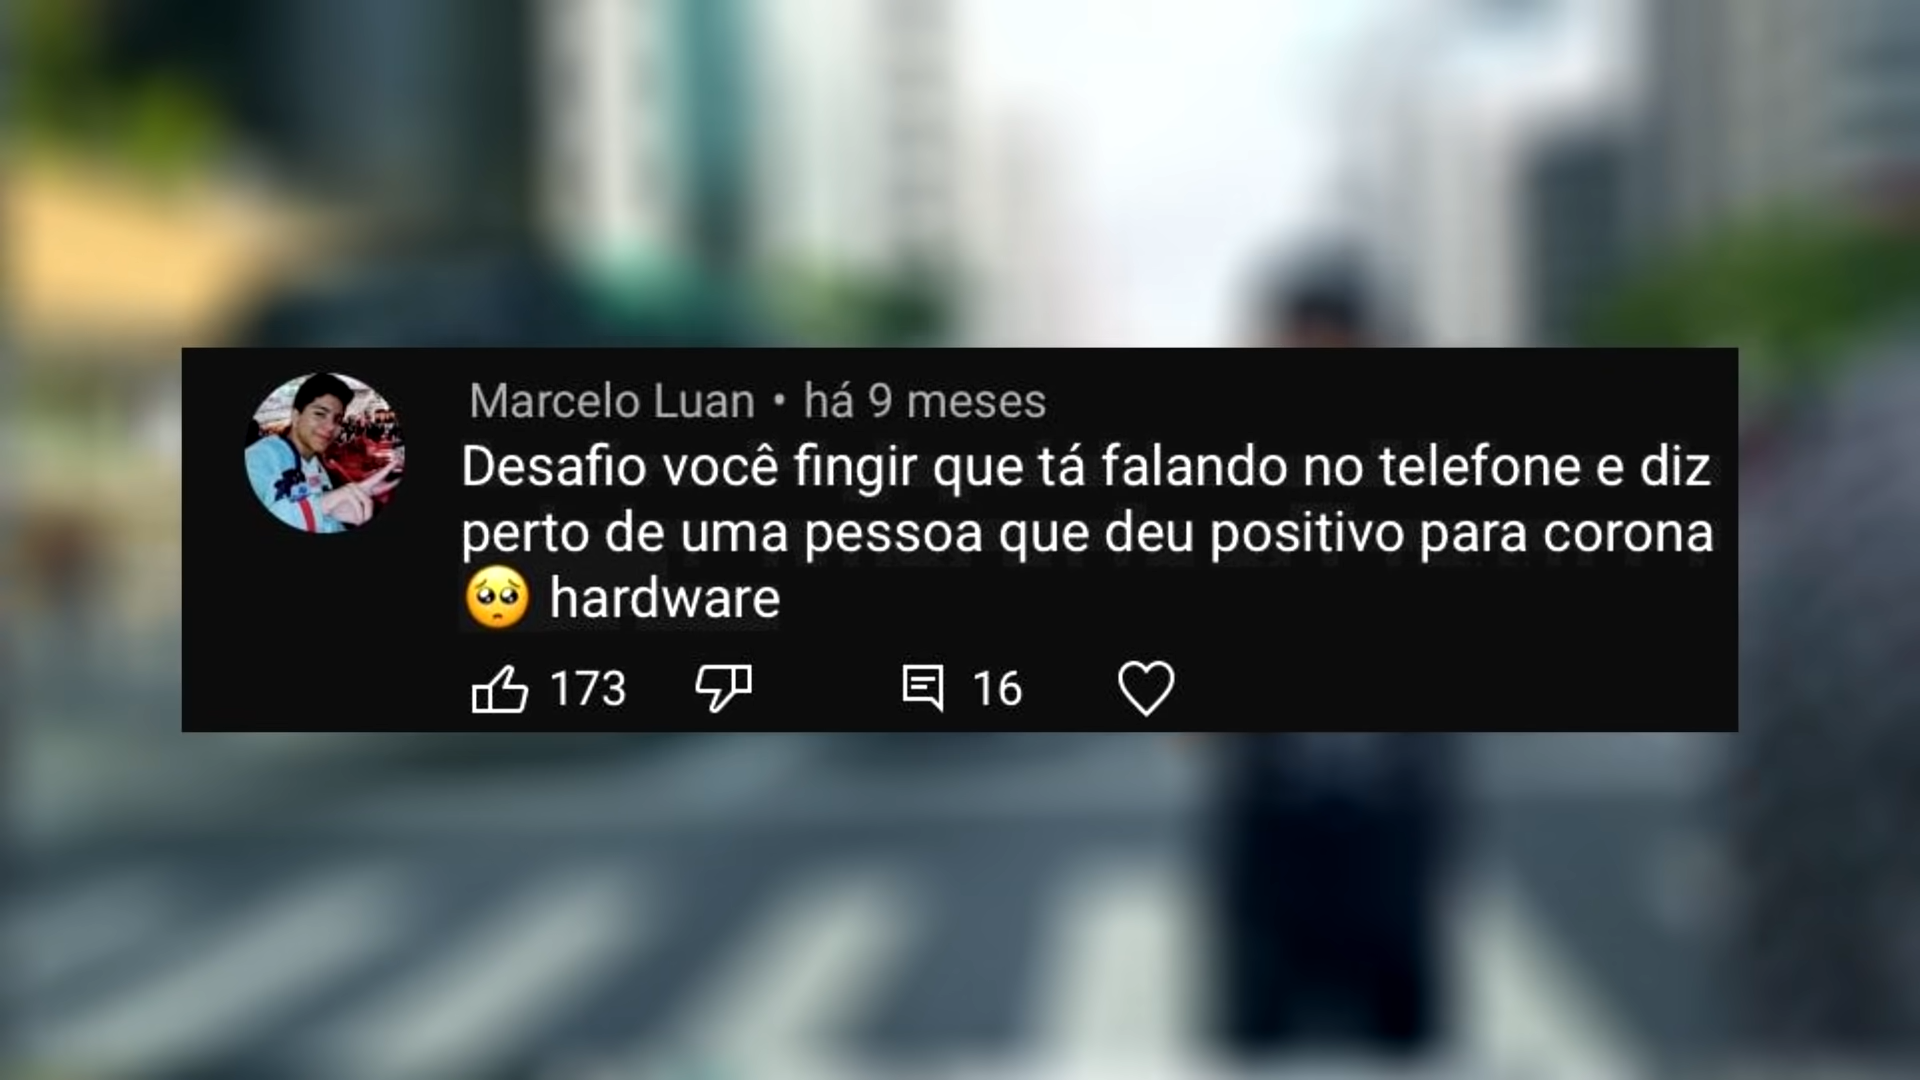 Marcelo Luan • há 9 meses
Desafio você fingir que tá falando no telefone e diz
perto de uma pessoa que deu positivo para corona
🥺 hardware
173 16